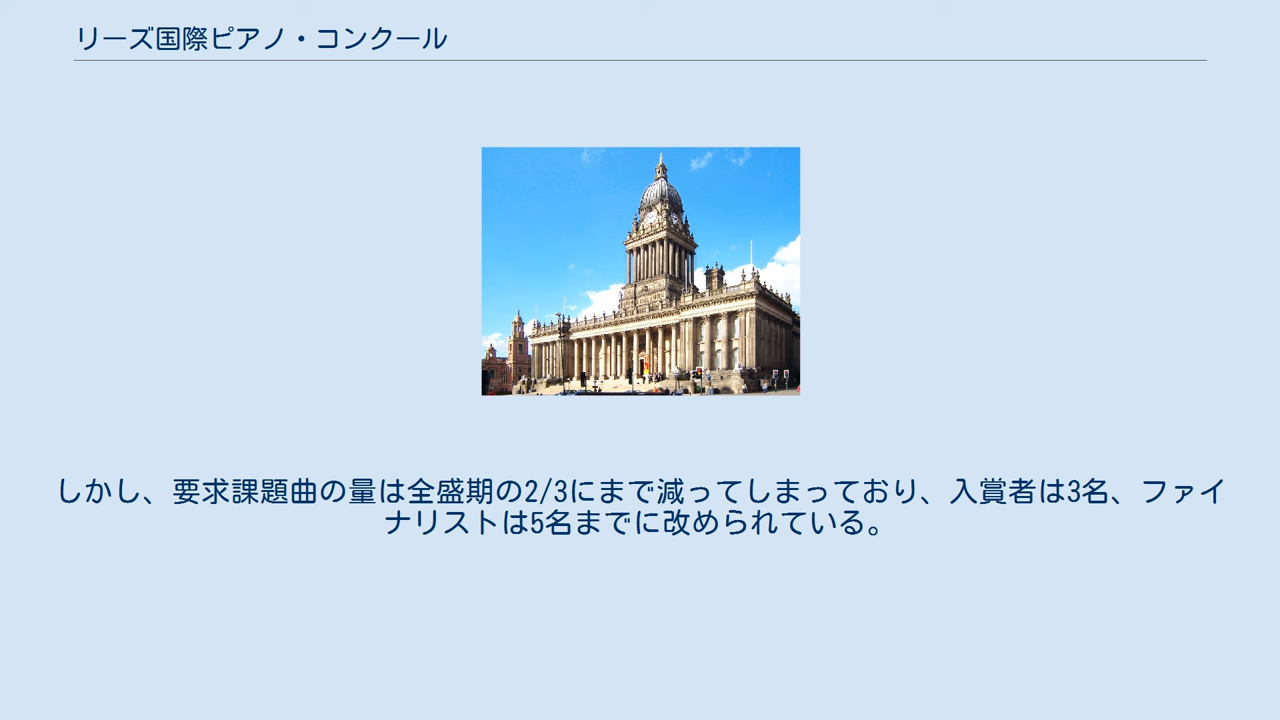 リーズ国際ピアノ・コンクール
しかし、要求課題曲の量は全盛期の2/3にまで減ってしまっており、入賞者は3名、ファイ
ナリストは5名までに改められている。